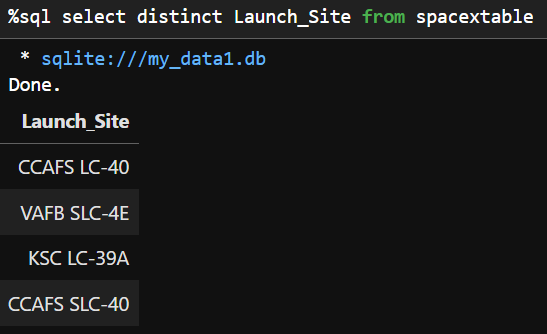 %sql select distinct Launch_Site from spacextable
* sqlite:///my_data1.db
Done.
Launch_Site
CCAFS LC-40
VAFB SLC-4E
KSC LC-39A
CCAFS SLC-40